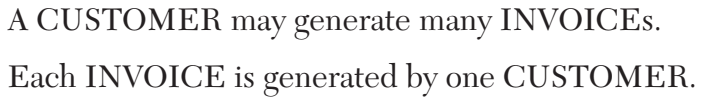 A CUSTOMER may generate many INVOICEs.
Each INVOICE is generated by one CUSTOMER.